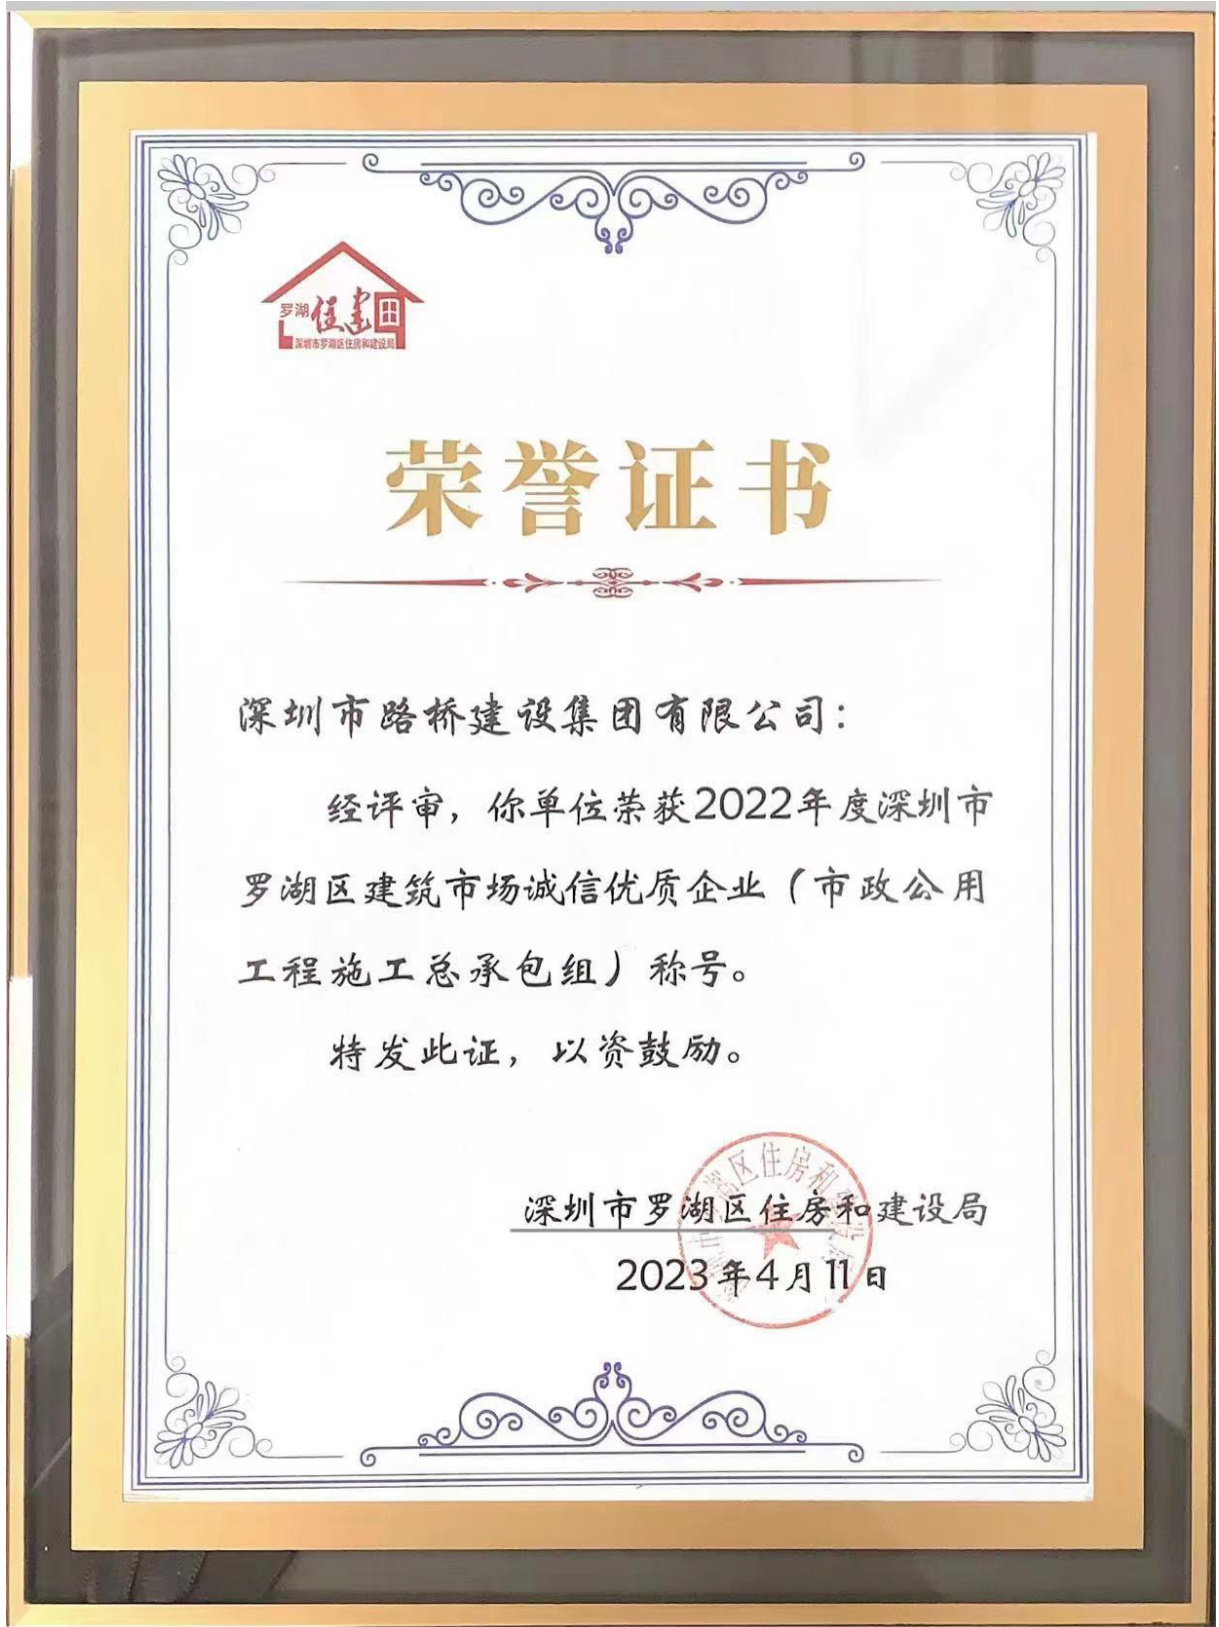 罗湖 住建
深圳市罗湖区住房和建设局
荣誉证书
深圳市路桥建设集团有限公司：
经评审，你单位荣获2022年度深圳市
罗湖区建筑市场诚信优质企业（市政公用
工程施工总承包组）称号。
特发此证，以资鼓励。
深圳市罗湖区住房和建设局
2023年4月11日